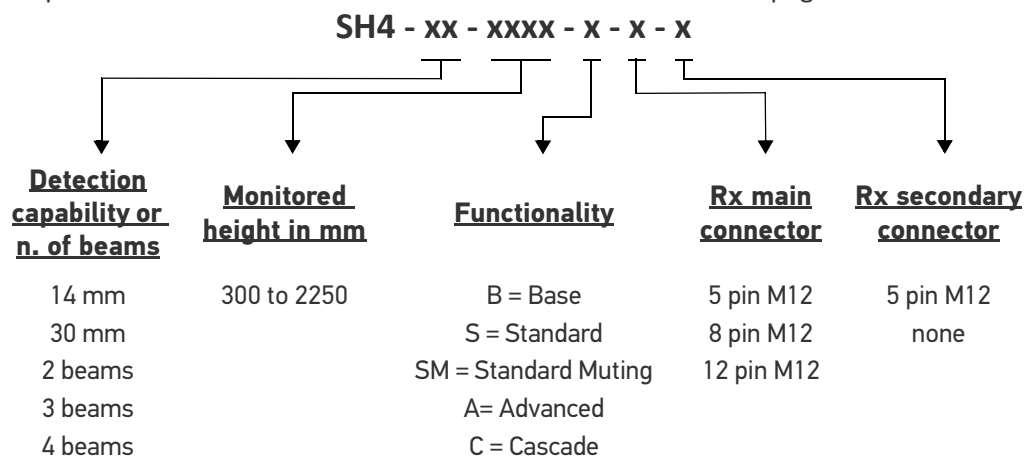 SH4 - xx - xxxx - x - x - x
Detection
capability or
n. of beams
Monitored
height in mm
Functionality
Rx main
connector
Rx secondary
connector
14 mm
300 to 2250
B = Base
5 pin M12
5 pin M12
30 mm
S = Standard
8 pin M12
none
2 beams
SM = Standard Muting
12 pin M12
3 beams
A= Advanced
4 beams
C = Cascade